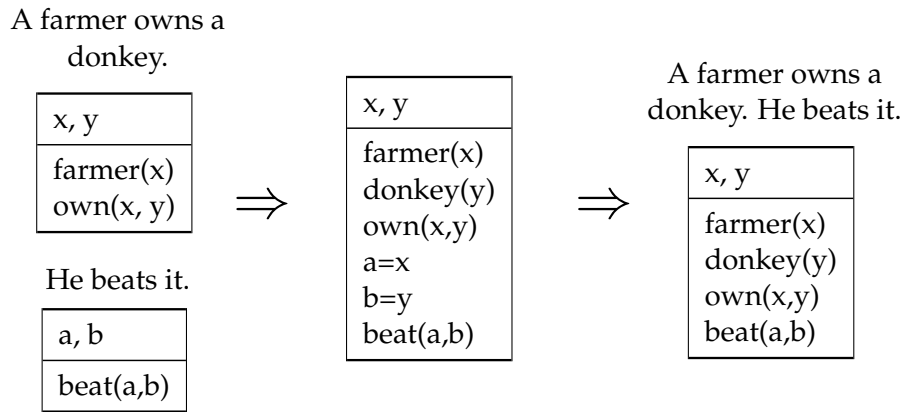 A farmer owns a
donkey.
x, y
farmer(x)
own(x, y)
He beats it.
a, b
beat(a,b)
⇒
x, y
farmer(x)
donkey(y)
own(x,y)
a=x
b=y
beat(a,b)
⇒
A farmer owns a
donkey. He beats it.
x, y
farmer(x)
donkey(y)
own(x,y)
beat(a,b)